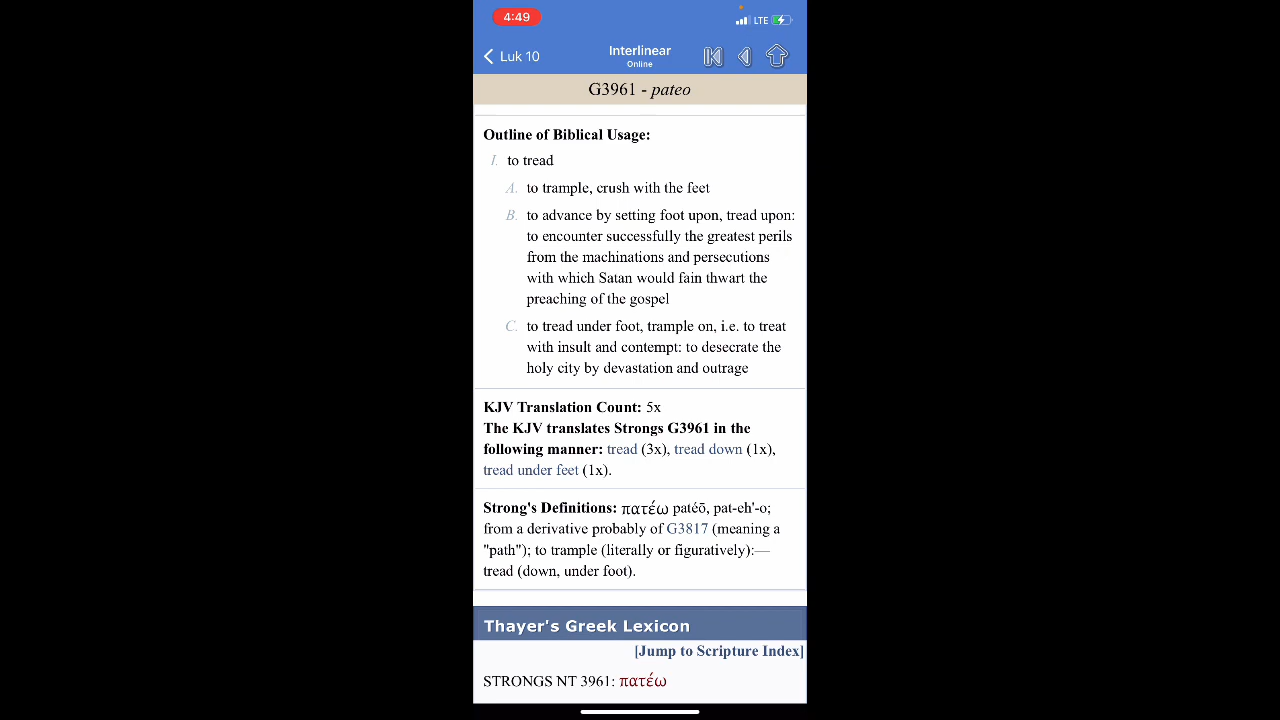 4:49
LTE
Luk 10
Interlinear
Online
G3961 - pateo
Outline of Biblical Usage:
I. to tread
A. to trample, crush with the feet
B. to advance by setting foot upon, tread upon:
to encounter successfully the greatest perils
from the machinations and persecutions
with which Satan would fain thwart the
preaching of the gospel
C. to tread under foot, trample on, i.e. to treat
with insult and contempt: to desecrate the
holy city by devastation and outrage
KJV Translation Count: 5x
The KJV translates Strongs G3961 in the
following manner: tread (3x), tread down (1x),
tread under feet (1x).
Strong's Definitions: πατέω patéō, pat-eh'-o;
from a derivative probably of G3817 (meaning a
"path"); to trample (literally or figuratively):—
tread (down, under foot).
Thayer's Greek Lexicon
[Jump to Scripture Index]
STRONGS NT 3961: πατέω